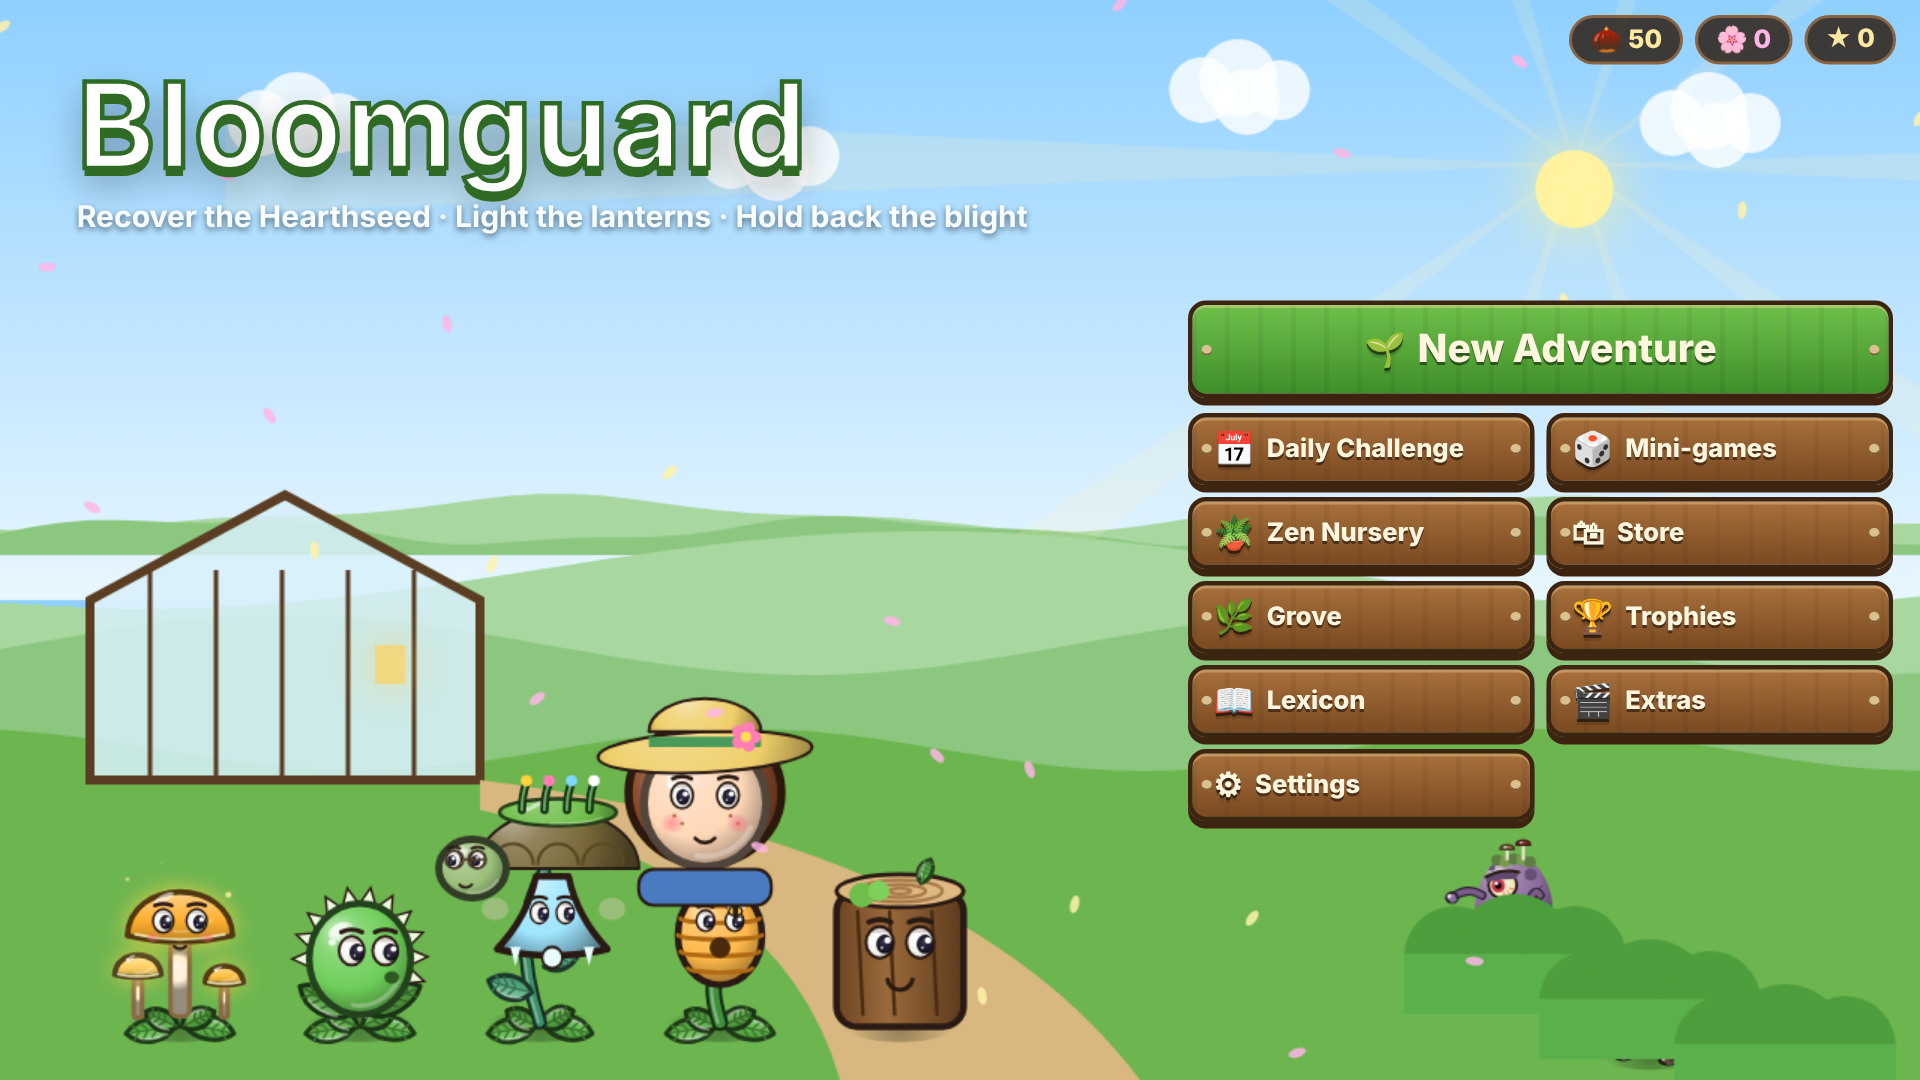 🌰 50 🌸 0 ★ 0
Bloomguard
Recover the Hearthseed · Light the lanterns · Hold back the blight
New Adventure
July 17 Daily Challenge
Mini-games
Zen Nursery
Store
Grove
Trophies
Lexicon
Extras
Settings